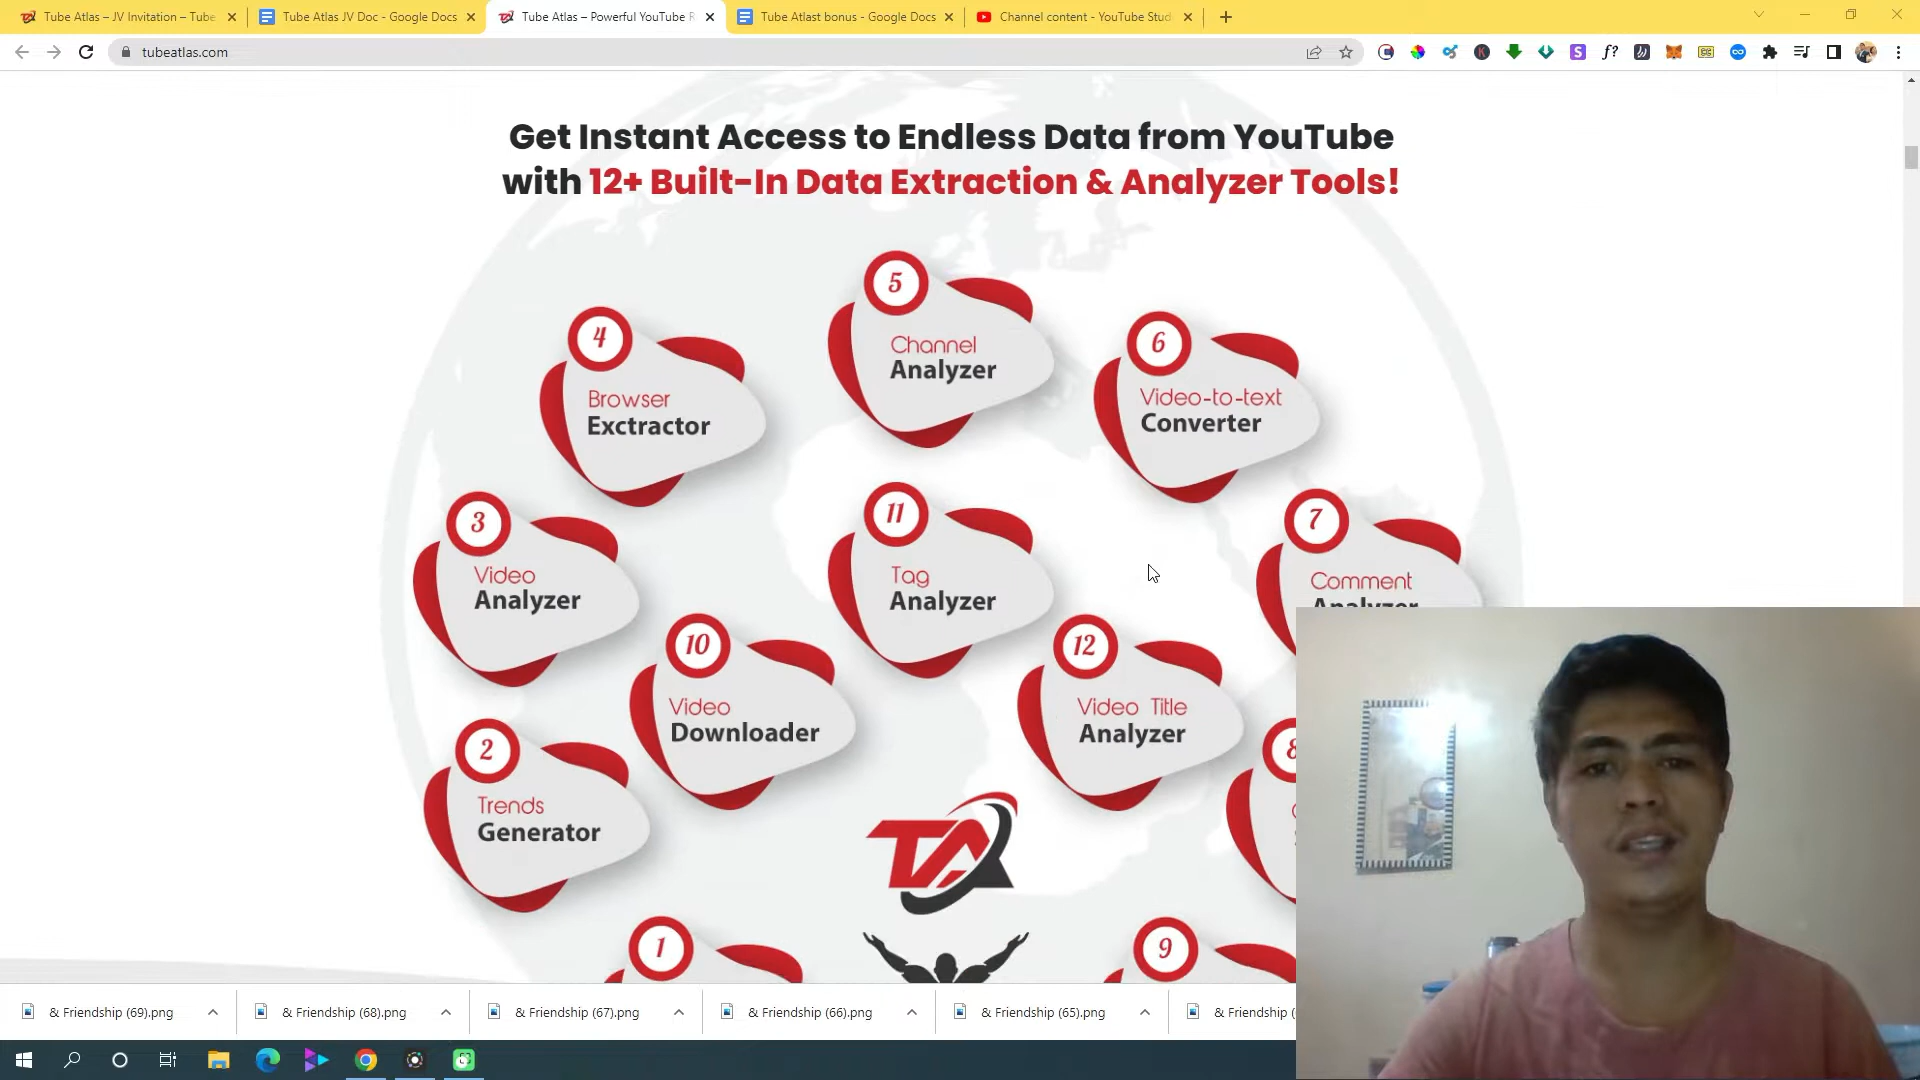 Tube Atlas – JV Invitation – Tube
Tube Atlas JV Doc - Google Docs
Tube Atlas – Powerful YouTube R
Tube Atlast bonus - Google Docs
Channel content - YouTube Stud
tubeatlas.com
Get Instant Access to Endless Data from YouTube
with 12+ Built-In Data Extraction & Analyzer Tools!
5
Channel
Analyzer
4
Browser
Exctractor
6
Video-to-text
Converter
3
Video
Analyzer
11
Tag
Analyzer
7
Comment
Analyzer
10
Video
Downloader
12
Video Title
Analyzer
2
Trends
Generator
8
TA
1
9
& Friendship (69).png
& Friendship (68).png
& Friendship (67).png
& Friendship (66).png
& Friendship (65).png
& Friendship (